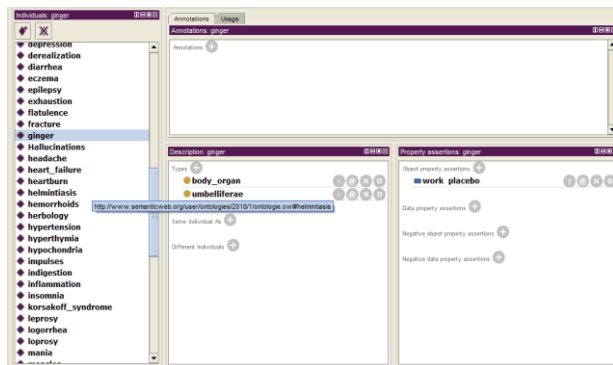 Individuals: ginger
depression
derealization
diarrhea
eczema
epilepsy
exhaustion
flatulence
fracture
ginger
Hallucinations
headache
heart_failure
heartburn
helmintiasis
hemorrhoids
herbology
hypertension
hyperthymia
hypochondria
impulses
indigestion
inflammation
insomnia
korsakoff_syndrome
leprosy
logorrhea
loprosy
mania
Annotations Usage
Annotations: ginger
Annotations
Description: ginger
Types
body_organ
umbelliferae
http://www.semanticweb.org/user/ontologies/2018/1/ontologie.owl#helmintiasis
Same Individual As
Different Individuals
Property assertions: ginger
Object property assertions
work placebo
Data property assertions
Negative object property assertions
Negative data property assertions